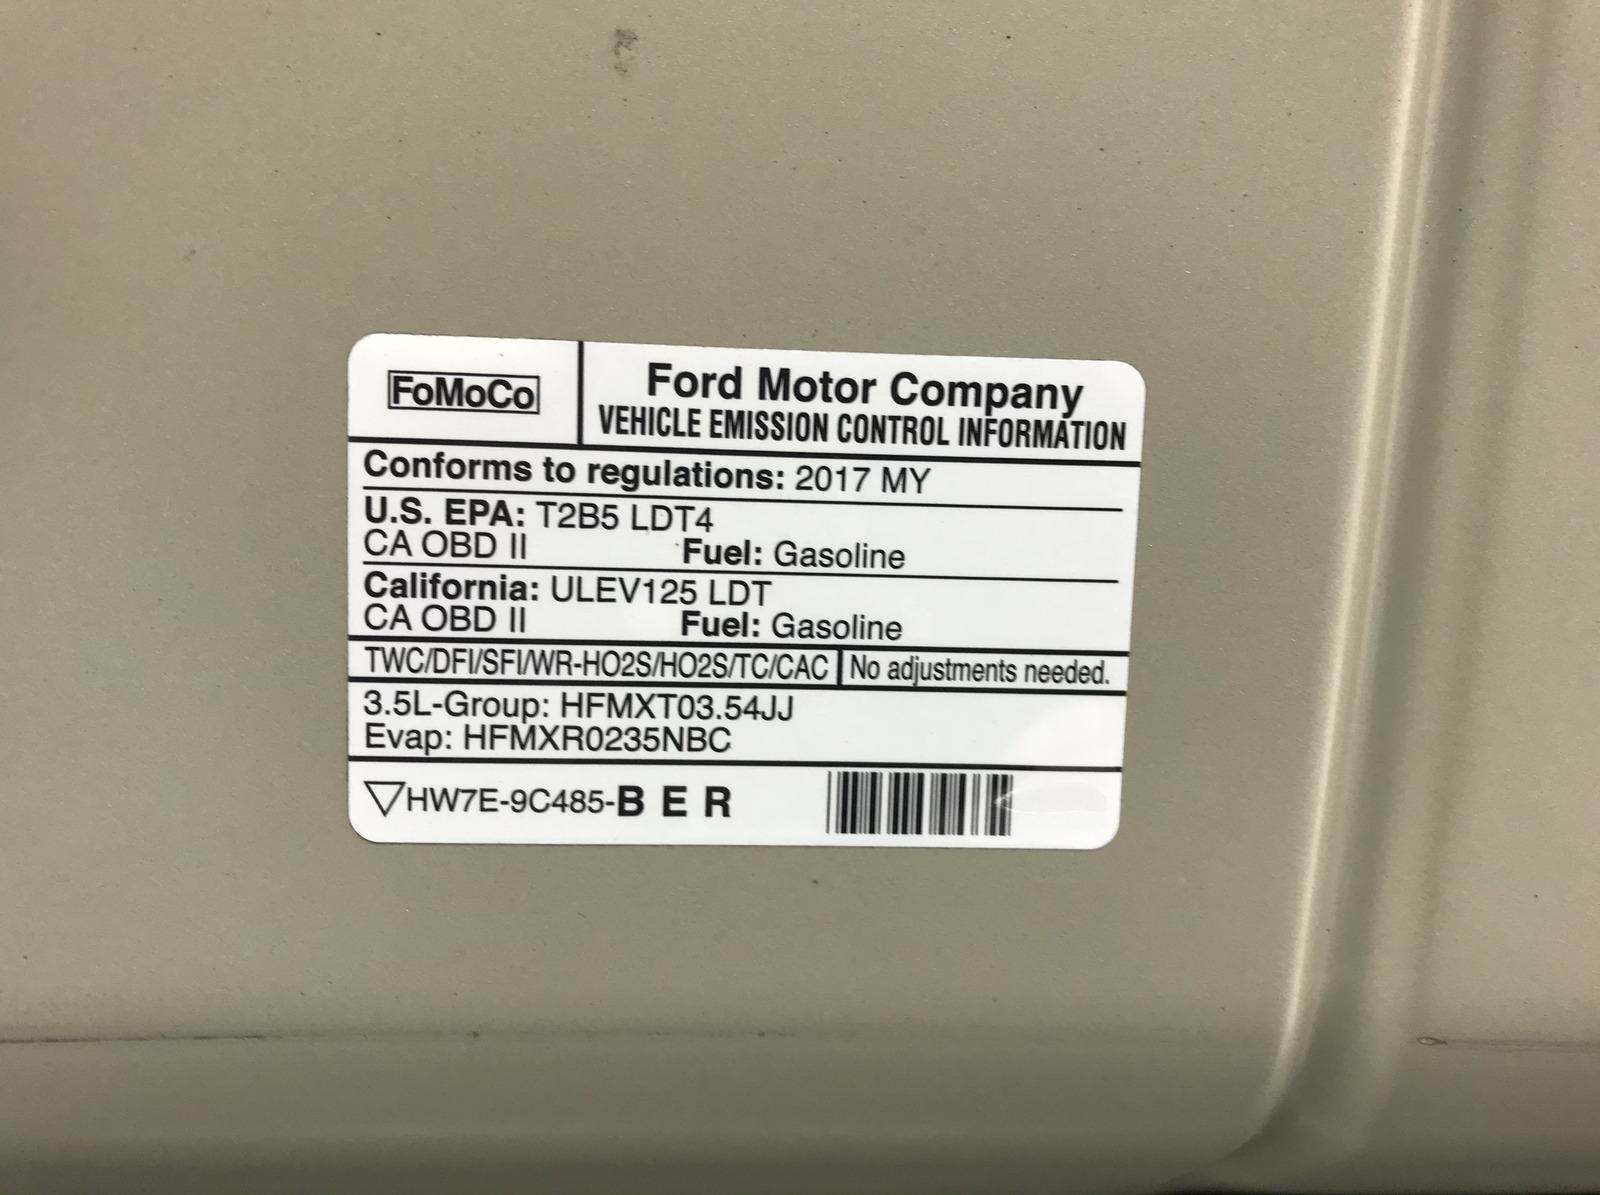 FoMoCo
Ford Motor Company
VEHICLE EMISSION CONTROL INFORMATION
Conforms to regulations: 2017 MY
U.S. EPA: T2B5 LDT4
CA OBD II Fuel: Gasoline
California: ULEV125 LDT
CA OBD II Fuel: Gasoline
TWC/DFI/SFI/WR-HO2S/HO2S/TC/CAC No adjustments needed.
3.5L-Group: HFMXT03.54JJ
Evap: HFMXR0235NBC
HW7E-9C485-B E R